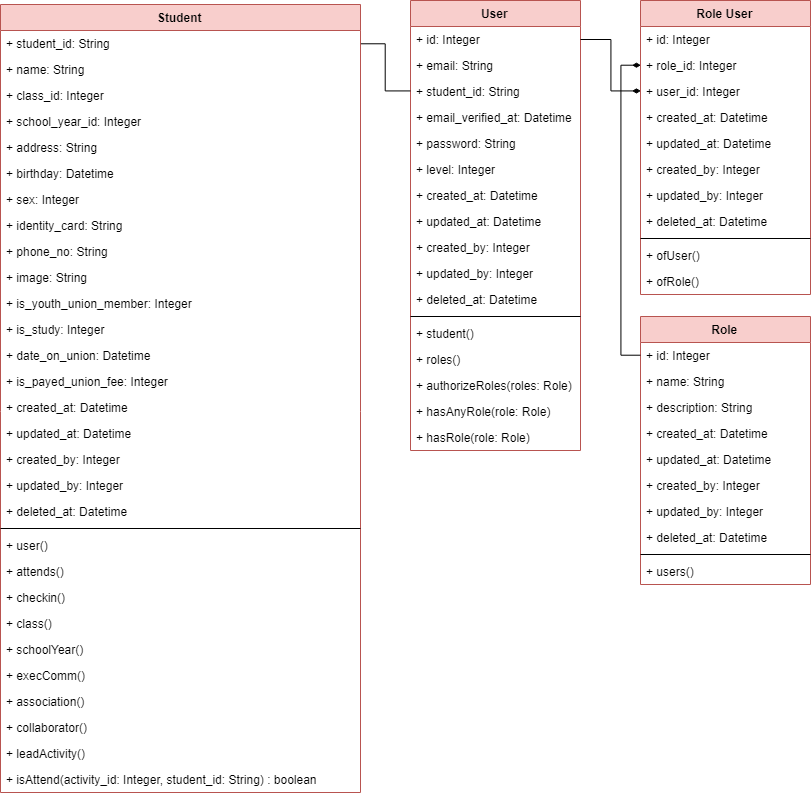 Student
+ student_id: String
+ name: String
+ class_id: Integer
+ school_year_id: Integer
+ address: String
+ birthday: Datetime
+ sex: Integer
+ identity_card: String
+ phone_no: String
+ image: String
+ is_youth_union_member: Integer
+ is_study: Integer
+ date_on_union: Datetime
+ is_payed_union_fee: Integer
+ created_at: Datetime
+ updated_at: Datetime
+ created_by: Integer
+ updated_by: Integer
+ deleted_at: Datetime
+ user()
+ attends()
+ checkin()
+ class()
+ schoolYear()
+ execComm()
+ association()
+ collaborator()
+ leadActivity()
+ isAttend(activity_id: Integer, student_id: String) : boolean
User
+ id: Integer
+ email: String
+ student_id: String
+ email_verified_at: Datetime
+ password: String
+ level: Integer
+ created_at: Datetime
+ updated_at: Datetime
+ created_by: Integer
+ updated_by: Integer
+ deleted_at: Datetime
+ student()
+ roles()
+ authorizeRoles(roles: Role)
+ hasAnyRole(role: Role)
+ hasRole(role: Role)
Role User
+ id: Integer
+ role_id: Integer
+ user_id: Integer
+ created_at: Datetime
+ updated_at: Datetime
+ created_by: Integer
+ updated_by: Integer
+ deleted_at: Datetime
+ ofUser()
+ ofRole()
Role
+ id: Integer
+ name: String
+ description: String
+ created_at: Datetime
+ updated_at: Datetime
+ created_by: Integer
+ updated_by: Integer
+ deleted_at: Datetime
+ users()